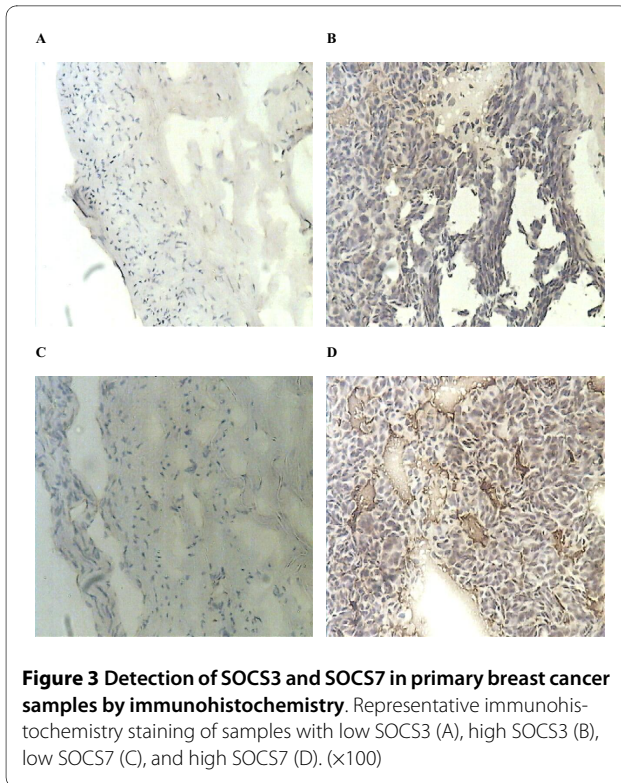 A B
C D
Figure 3 Detection of SOCS3 and SOCS7 in primary breast cancer
samples by immunohistochemistry. Representative immunohis-
tochemistry staining of samples with low SOCS3 (A), high SOCS3 (B),
low SOCS7 (C), and high SOCS7 (D). (×100)